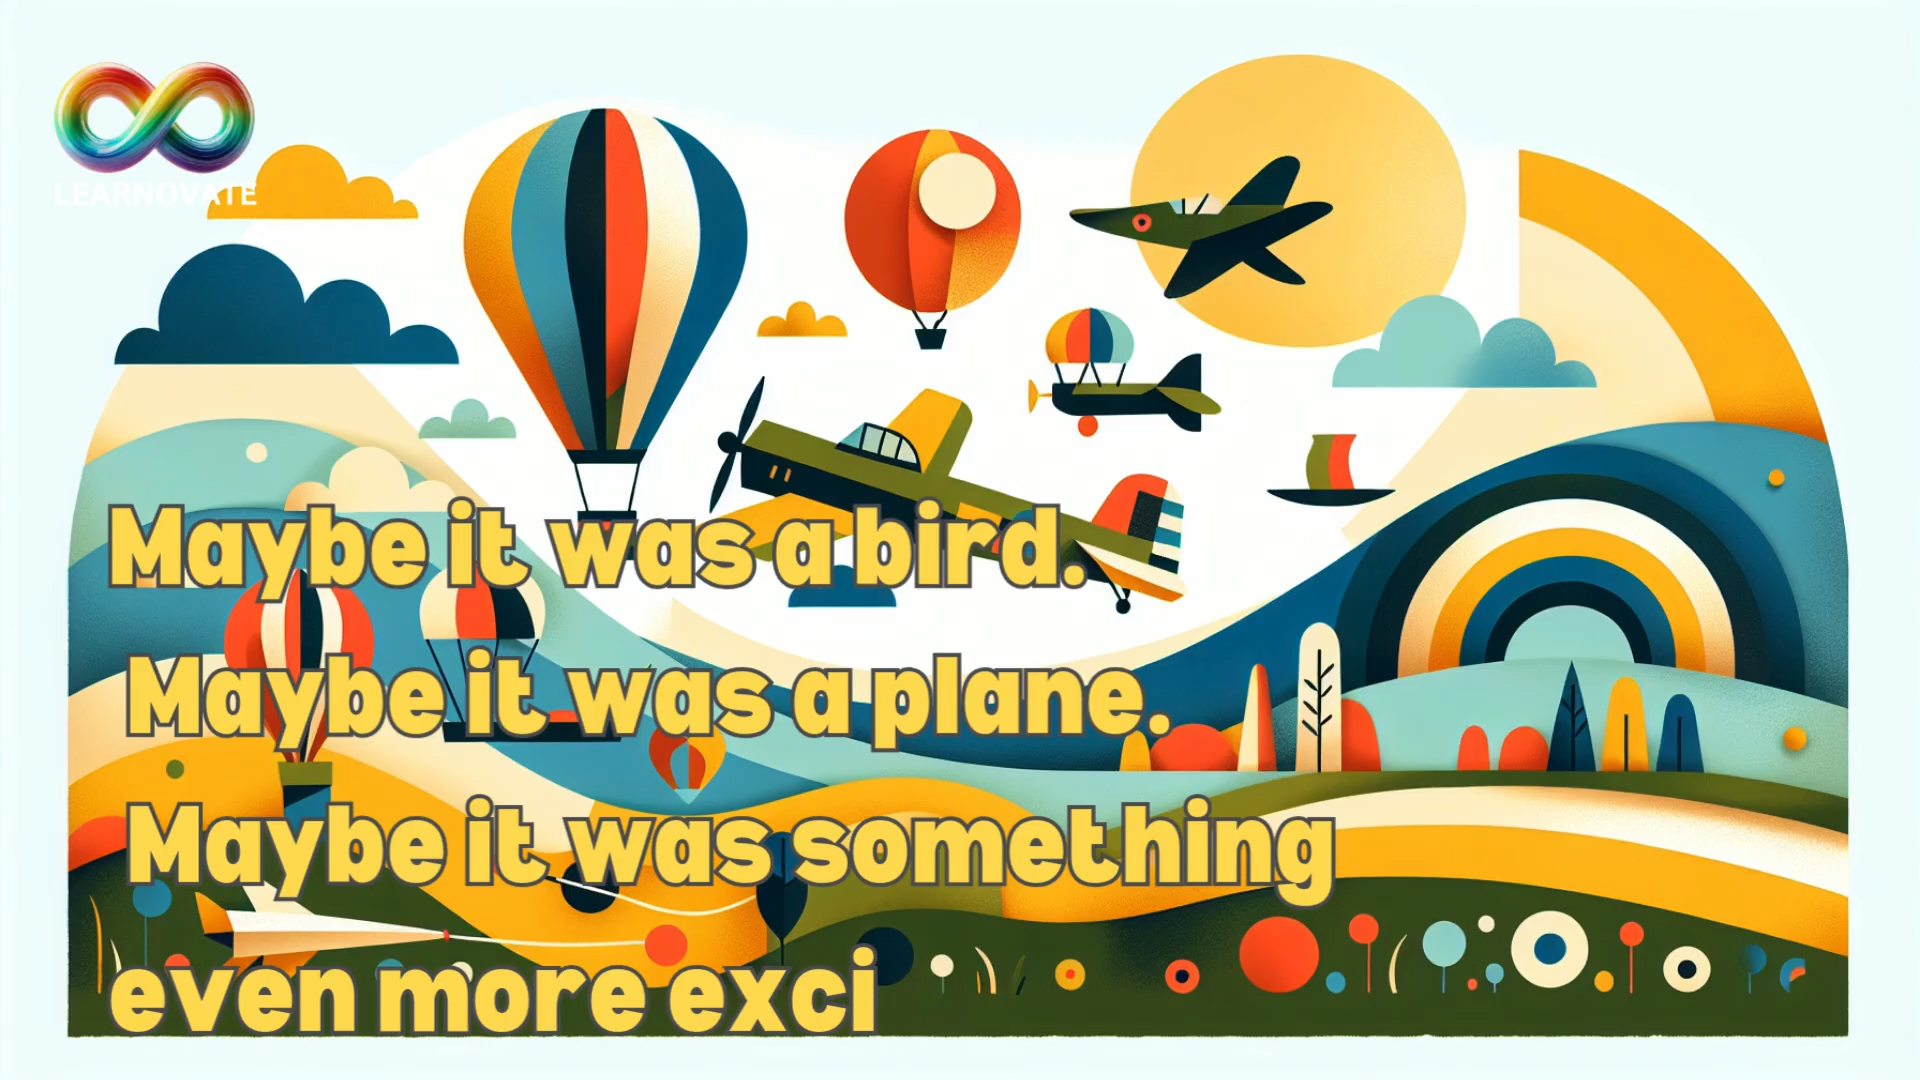 LEARNOVATE
Maybe it was a bird.
Maybe it was a plane.
Maybe it was something
even more exci